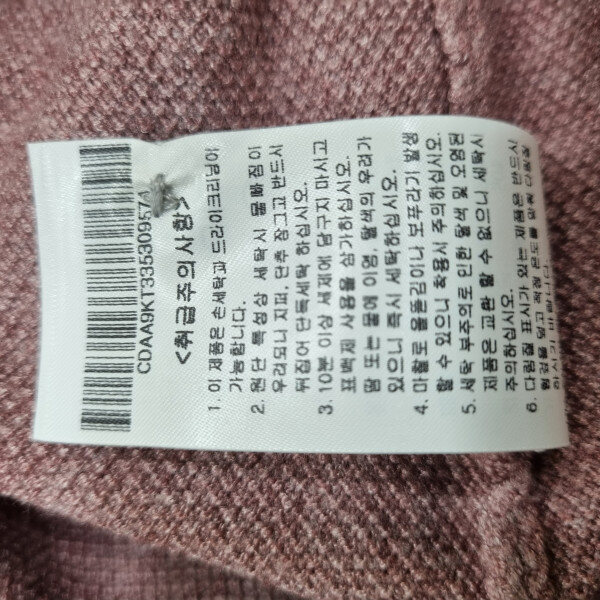 CDAA9KT335309574
<취급주의사항>
1. 이 제품은 손세탁과 드라이크리닝이
가능합니다.
2. 원단 특성상 세탁시 물빠짐이
우려되니 지퍼, 단추 잠그고 반드시
뒤집어 단독세탁 하십시오.
3. 10분이상 세제에 담구지 마시고
표백제 사용을 삼가하십시오.
땀 또는 물에 이염, 탈색의 우려가
있으니 즉시 세탁하십시오.
4. 마찰로 올뜯김이나 보푸라기 생성
할 수 있으니 착용시 주의하십시오.
5. 세탁 부주의로 인한 탈색 오염된
제품은 교환 할 수 없으니
주의하십시오.
6.